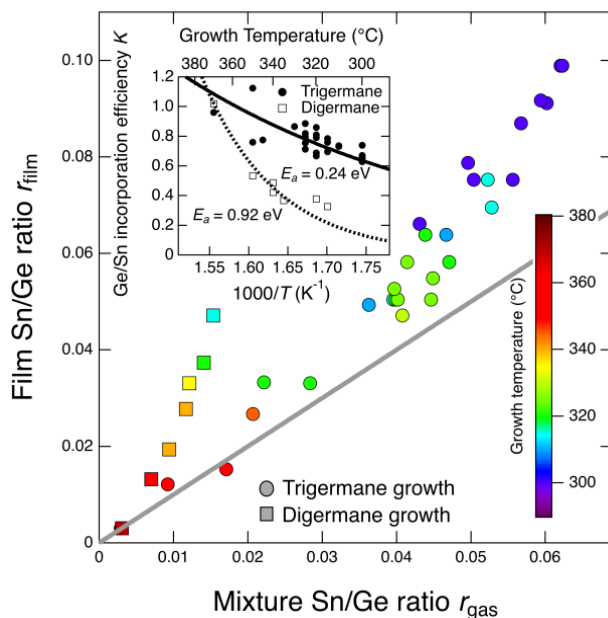 Growth Temperature (°C)
380 360 340 320 300
Ge/Sn incorporation efficiency K
1.2
1.0
0.8
0.6
0.4
0.2
0
Trigermane
Digermane
Ea = 0.24 eV
Ea = 0.92 eV
1.55 1.60 1.65 1.70 1.75
1000/T (K-1)
Film Sn/Ge ratio rfilm
0.10
0.08
0.06
0.04
0.02
0
Growth temperature (°C)
380
360
340
320
300
Trigermane growth
Digermane growth
0 0.01 0.02 0.03 0.04 0.05 0.06
Mixture Sn/Ge ratio rgas